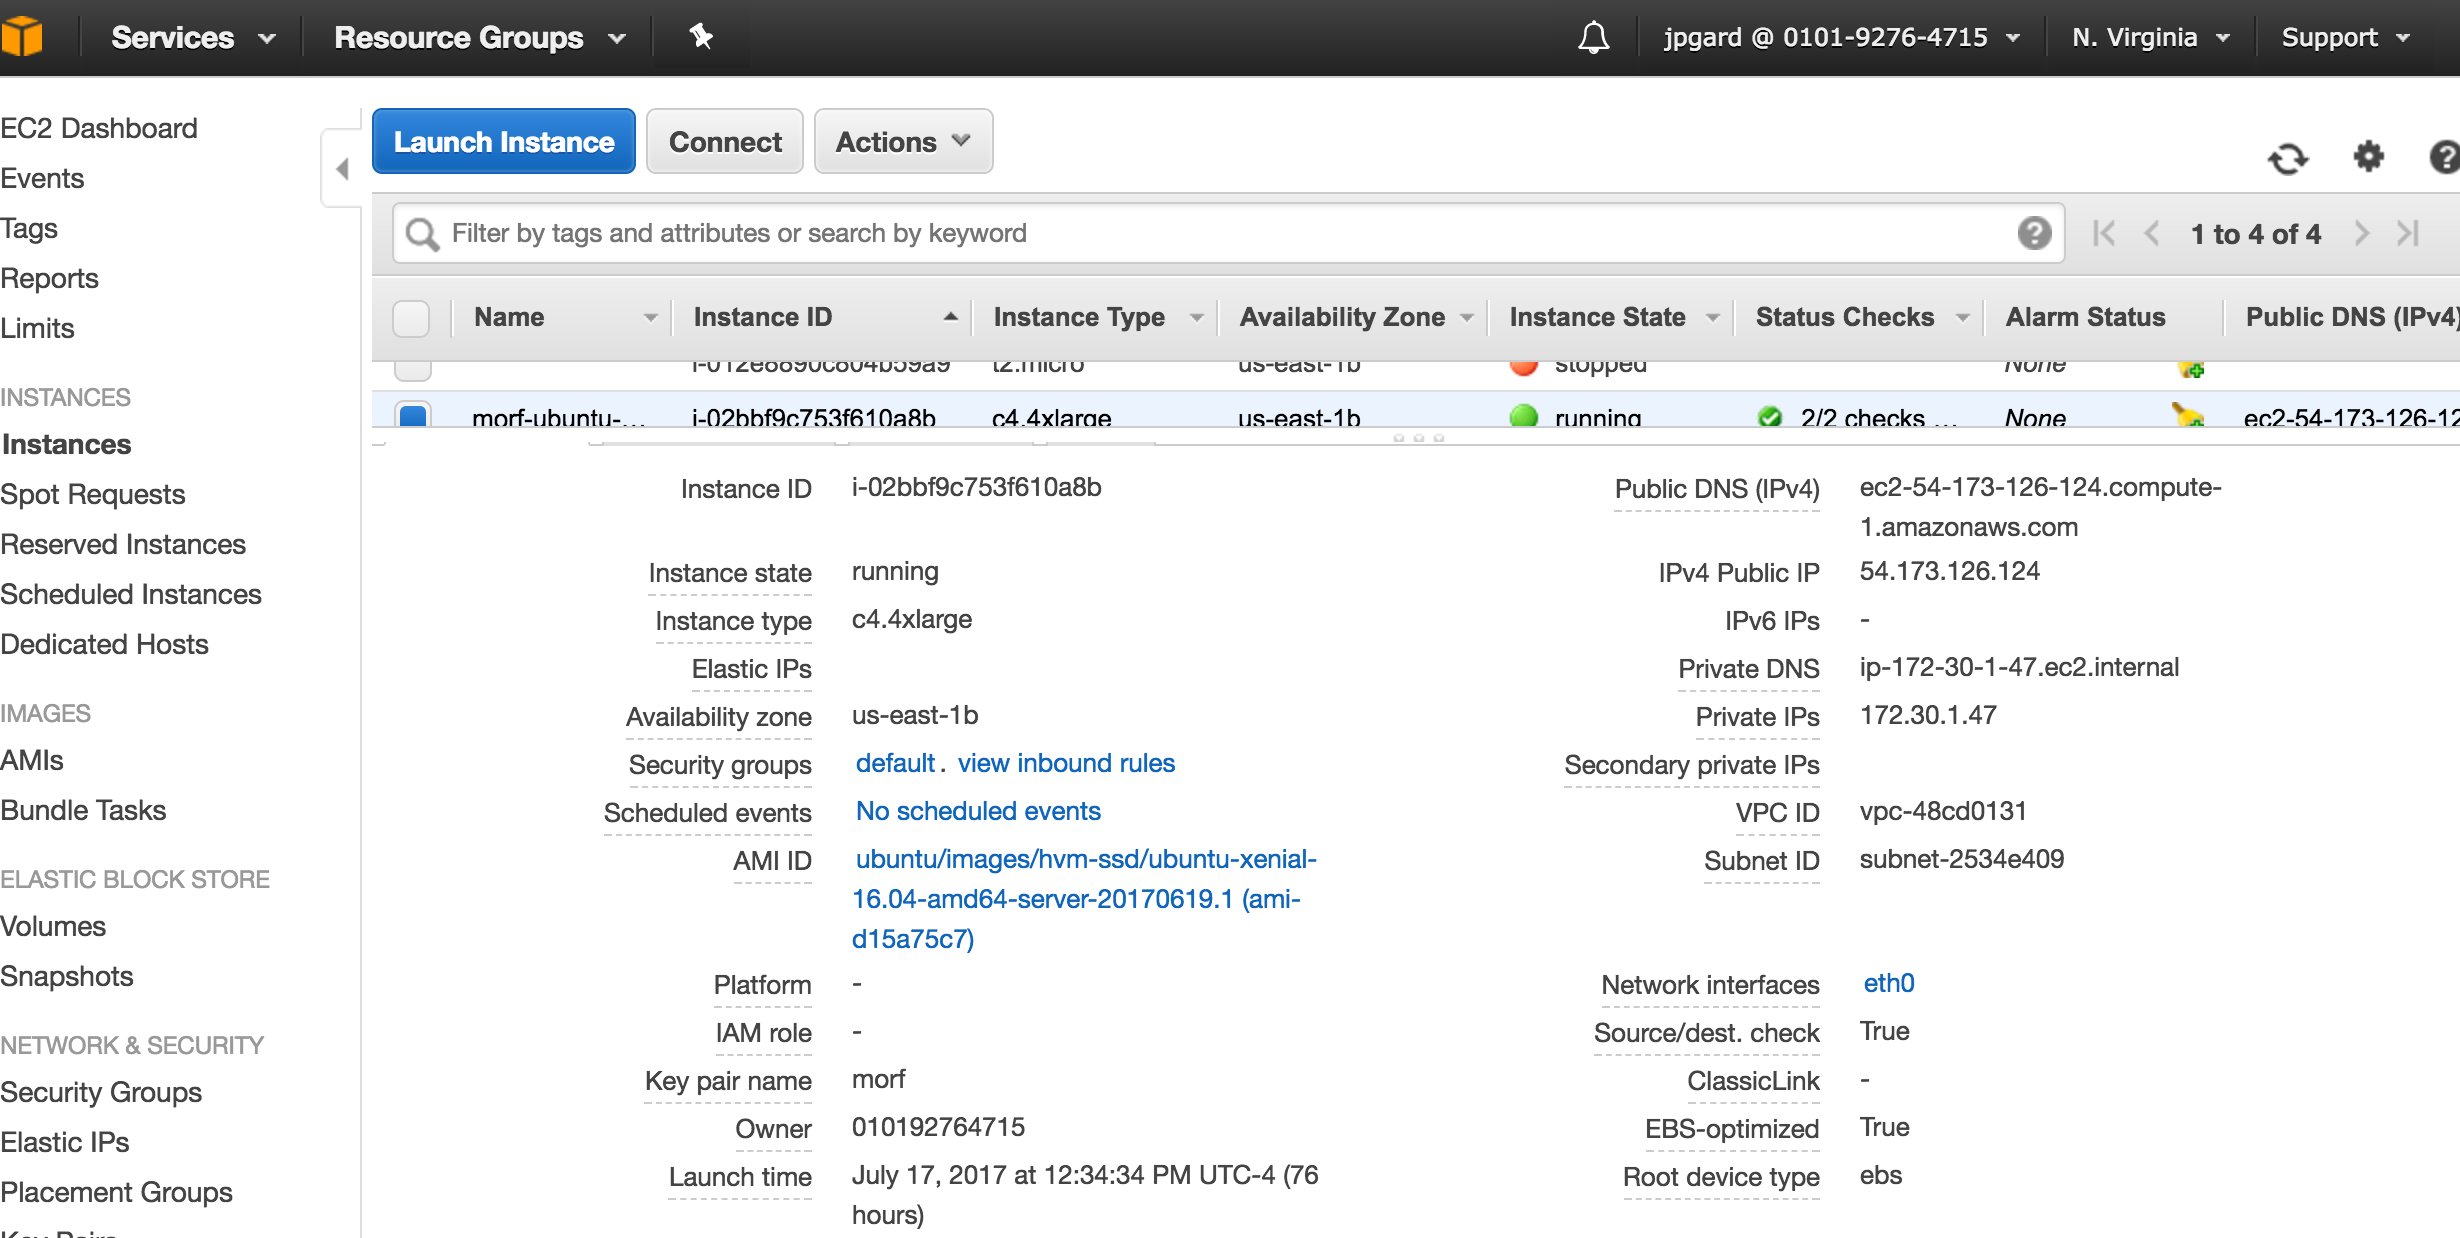 Services Resource Groups jpgard @ 0101-9276-4715 N. Virginia Support
EC2 Dashboard
Events
Tags
Reports
Limits
INSTANCES
Instances
Spot Requests
Reserved Instances
Scheduled Instances
Dedicated Hosts
IMAGES
AMIs
Bundle Tasks
ELASTIC BLOCK STORE
Volumes
Snapshots
NETWORK & SECURITY
Security Groups
Elastic IPs
Placement Groups
Key Pairs
Launch Instance Connect Actions
Filter by tags and attributes or search by keyword 1 to 4 of 4
Name Instance ID Instance Type Availability Zone Instance State Status Checks Alarm Status Public DNS (IPv4)
i-012e8890c804b59a9 t2.micro us-east-1b stopped None
morf-ubuntu-... i-02bbf9c753f610a8b c4.4xlarge us-east-1b running 2/2 checks ... None ec2-54-173-126-12
Instance ID i-02bbf9c753f610a8b
Instance state running
Instance type c4.4xlarge
Elastic IPs
Availability zone us-east-1b
Security groups default. view inbound rules
Scheduled events No scheduled events
AMI ID ubuntu/images/hvm-ssd/ubuntu-xenial-
16.04-amd64-server-20170619.1 (ami-
d15a75c7)
Platform -
IAM role -
Key pair name morf
Owner 010192764715
Launch time July 17, 2017 at 12:34:34 PM UTC-4 (76
hours)
Public DNS (IPv4) ec2-54-173-126-124.compute-
1.amazonaws.com
IPv4 Public IP 54.173.126.124
IPv6 IPs -
Private DNS ip-172-30-1-47.ec2.internal
Private IPs 172.30.1.47
Secondary private IPs
VPC ID vpc-48cd0131
Subnet ID subnet-2534e409
Network interfaces eth0
Source/dest. check True
ClassicLink -
EBS-optimized True
Root device type ebs